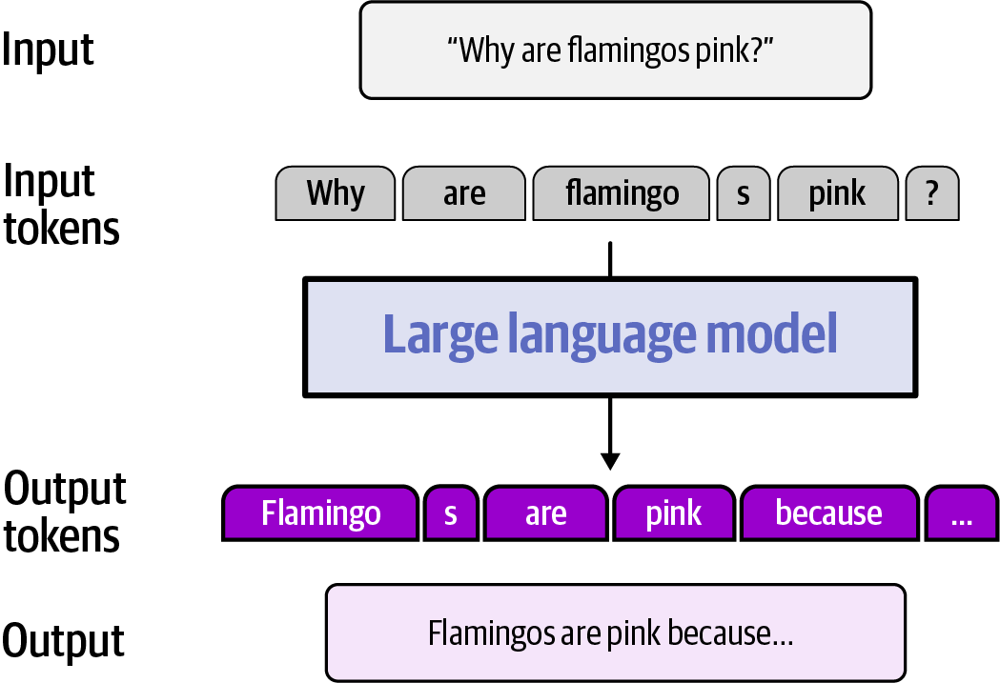 Input
“Why are flamingos pink?”
Input
tokens
Why are flamingo s pink ?
Large language model
Output
tokens
Flamingo s are pink because ...
Output
Flamingos are pink because...